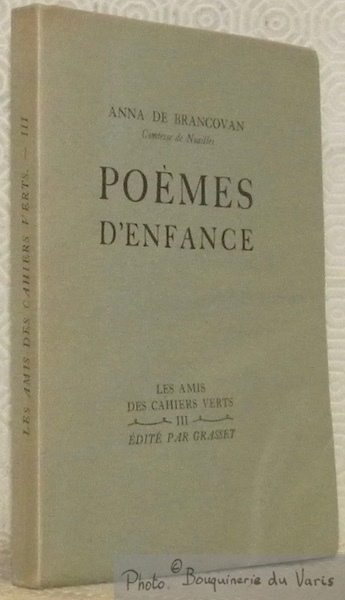 LES AMIS DES CAHIERS VERTS. — III
ANNA DE BRANCOVAN
Comtesse de Noailles
POÈMES
D'ENFANCE
LES AMIS
DES CAHIERS VERTS
III
ÉDITÉ PAR GRASSET
Photo. © Bouquinerie du Varis